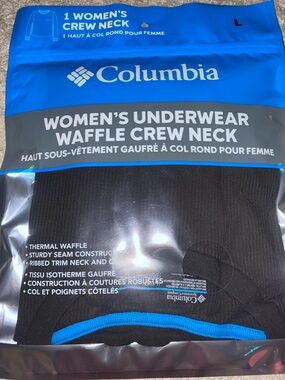 1 WOMEN'S
CREW NECK
1 HAUT À COL ROND POUR FEMME
L
Columbia
WOMEN'S UNDERWEAR
WAFFLE CREW NECK
HAUT SOUS-VÊTEMENT GAUFRÉ À COL ROND POUR FEMME
• THERMAL WAFFLE
• STURDY SEAM CONSTRUC
• RIBBED TRIM NECK AND C
• TISSU ISOTHERME GAUFRÉ
• CONSTRUCTION À COUTURES ROBUSTES
• COL ET POIGNETS CÔTELÉS
Columbia